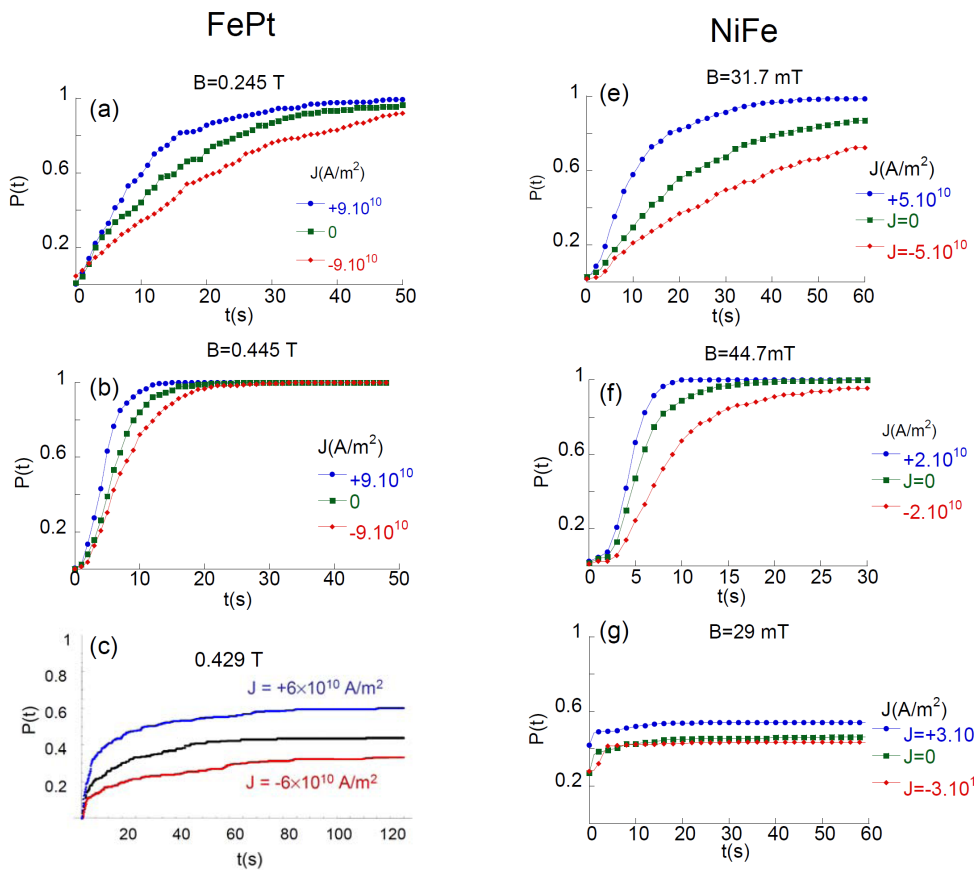 FePt
NiFe
B=0.245 T
(a)
1
0.6
0.2
P(t)
J(A/m²)
+9.10¹⁰
0
-9.10¹⁰
0 10 20 30 40 50
t(s)
B=0.445 T
(b)
1
0.6
0.2
P(t)
J(A/m²)
+9.10¹⁰
0
-9.10¹⁰
0 10 20 30 40 50
t(s)
(c)
0.429 T
1
0.8
0.6
0.4
0.2
P(t)
J = +6×10¹⁰ A/m²
J = -6×10¹⁰ A/m²
20 40 60 80 100 120
t(s)
B=31.7 mT
(e)
1
0.6
0.2
P(t)
J(A/m²)
+5.10¹⁰
J=0
J=-5.10¹⁰
0 10 20 30 40 50 60
t(s)
B=44.7mT
(f)
1
0.6
0.2
P(t)
J(A/m²)
+2.10¹⁰
J=0
-2.10¹⁰
0 5 10 15 20 25 30
t(s)
(g)
B=29 mT
1
0.6
0.2
P(t)
J(A/m²)
J=+3.10
J=0
J=-3.10¹
0 10 20 30 40 50 60
t(s)